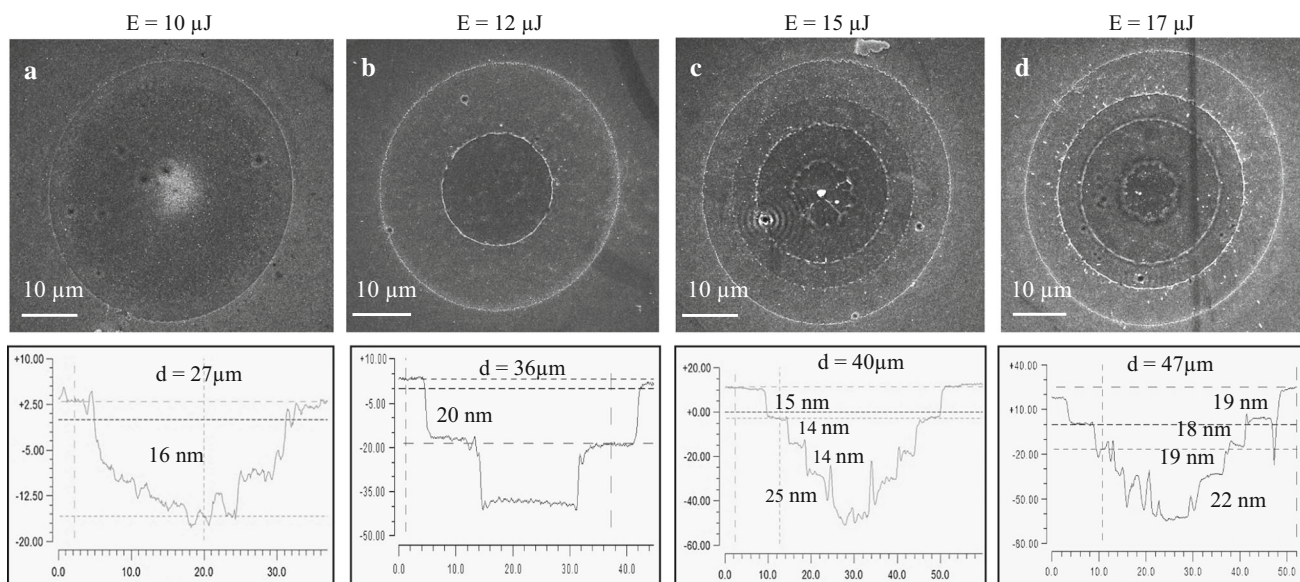 E = 10 µJ
E = 12 µJ
E = 15 µJ
E = 17 µJ
a
b
c
d
10 µm
10 µm
10 µm
10 µm
+10.00
+2.50
-5.00
-12.50
-20.00
d = 27µm
16 nm
0.0
10.0
20.0
30.0
+10.00
-5.00
-20.00
-35.00
-50.00
d = 36µm
20 nm
0.0
10.0
20.0
30.0
40.0
+20.00
+0.00
-20.00
-40.00
-60.00
d = 40µm
15 nm
14 nm
14 nm
25 nm
0.0
10.0
20.0
30.0
40.0
50.0
+40.00
+10.00
-20.00
-50.00
-80.00
d = 47µm
19 nm
18 nm
19 nm
22 nm
0.0
10.0
20.0
30.0
40.0
50.0